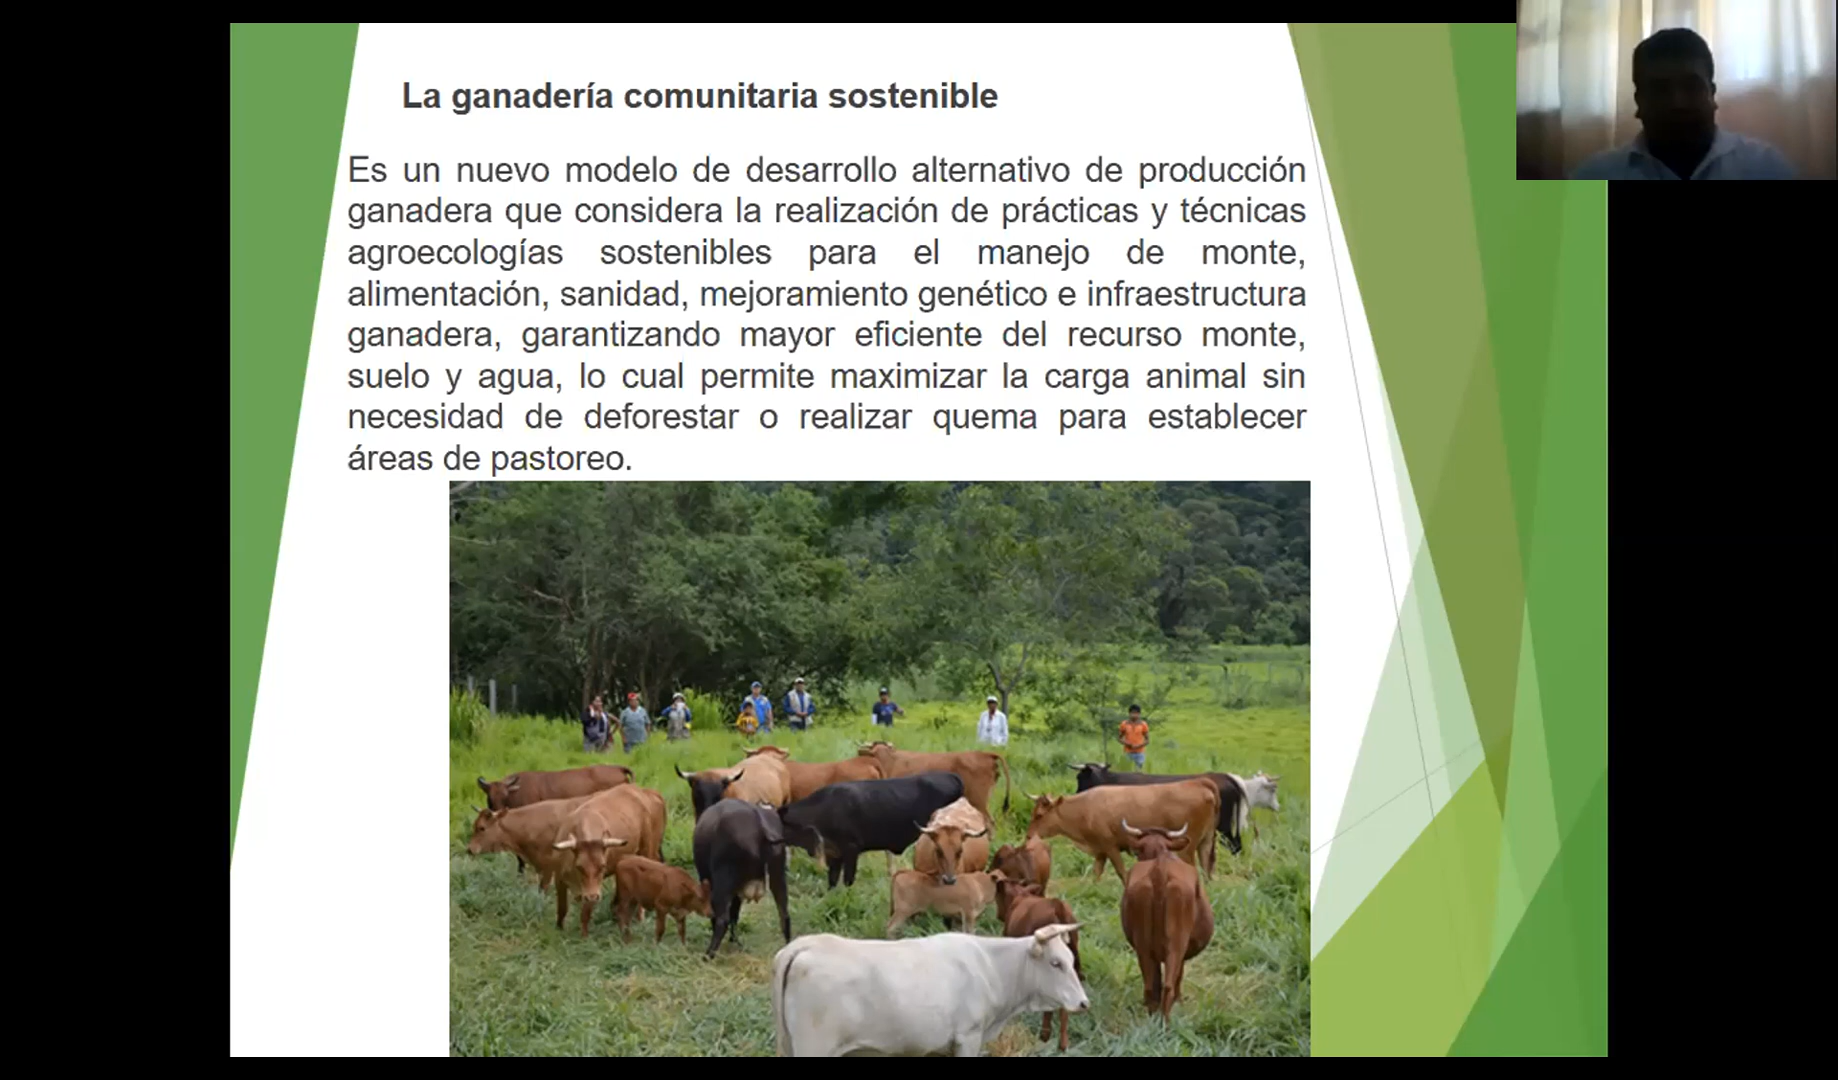 La ganadería comunitaria sostenible
Es un nuevo modelo de desarrollo alternativo de producción
ganadera que considera la realización de prácticas y técnicas
agroecologías sostenibles para el manejo de monte,
alimentación, sanidad, mejoramiento genético e infraestructura
ganadera, garantizando mayor eficiente del recurso monte,
suelo y agua, lo cual permite maximizar la carga animal sin
necesidad de deforestar o realizar quema para establecer
áreas de pastoreo.